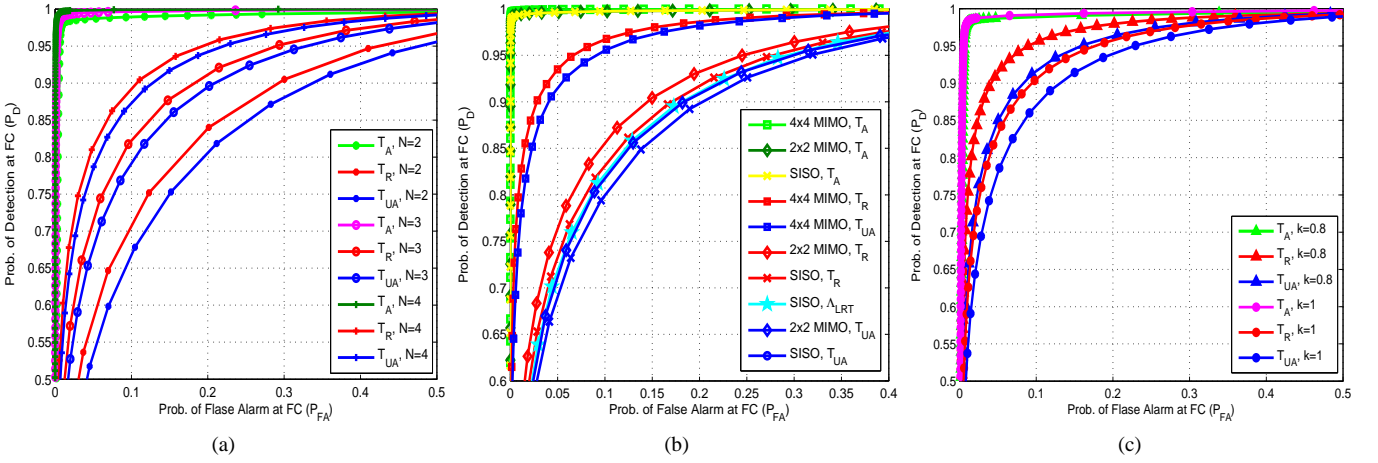 1
0.95
0.9
0.85
0.8
0.75
0.7
0.65
0.6
0.55
0.5
0
0.1
0.2
0.3
0.4
0.5
Prob. of Detection at FC (P_D)
Prob. of Flase Alarm at FC (P_FA)
T_A, N=2
T_R, N=2
T_UA, N=2
T_A, N=3
T_R, N=3
T_UA, N=3
T_A, N=4
T_R, N=4
T_UA, N=4
(a)
1
0.95
0.9
0.85
0.8
0.75
0.7
0.65
0.6
0
0.05
0.1
0.15
0.2
0.25
0.3
0.35
0.4
Prob. of Detection at FC (P_D)
Prob. of False Alarm at FC (P_FA)
4x4 MIMO, T_A
2x2 MIMO, T_A
SISO, T_A
4x4 MIMO, T_R
4x4 MIMO, T_UA
2x2 MIMO, T_R
SISO, T_R
SISO, Λ_LRT
2x2 MIMO, T_UA
SISO, T_UA
(b)
1
0.95
0.9
0.85
0.8
0.75
0.7
0.65
0.6
0.55
0.5
0
0.1
0.2
0.3
0.4
0.5
Prob. of Detection at FC (P_D)
Prob. of Flase Alarm at FC (P_FA)
T_A, k=0.8
T_R, k=0.8
T_UA, k=0.8
T_A, k=1
T_R, k=1
T_UA, k=1
(c)